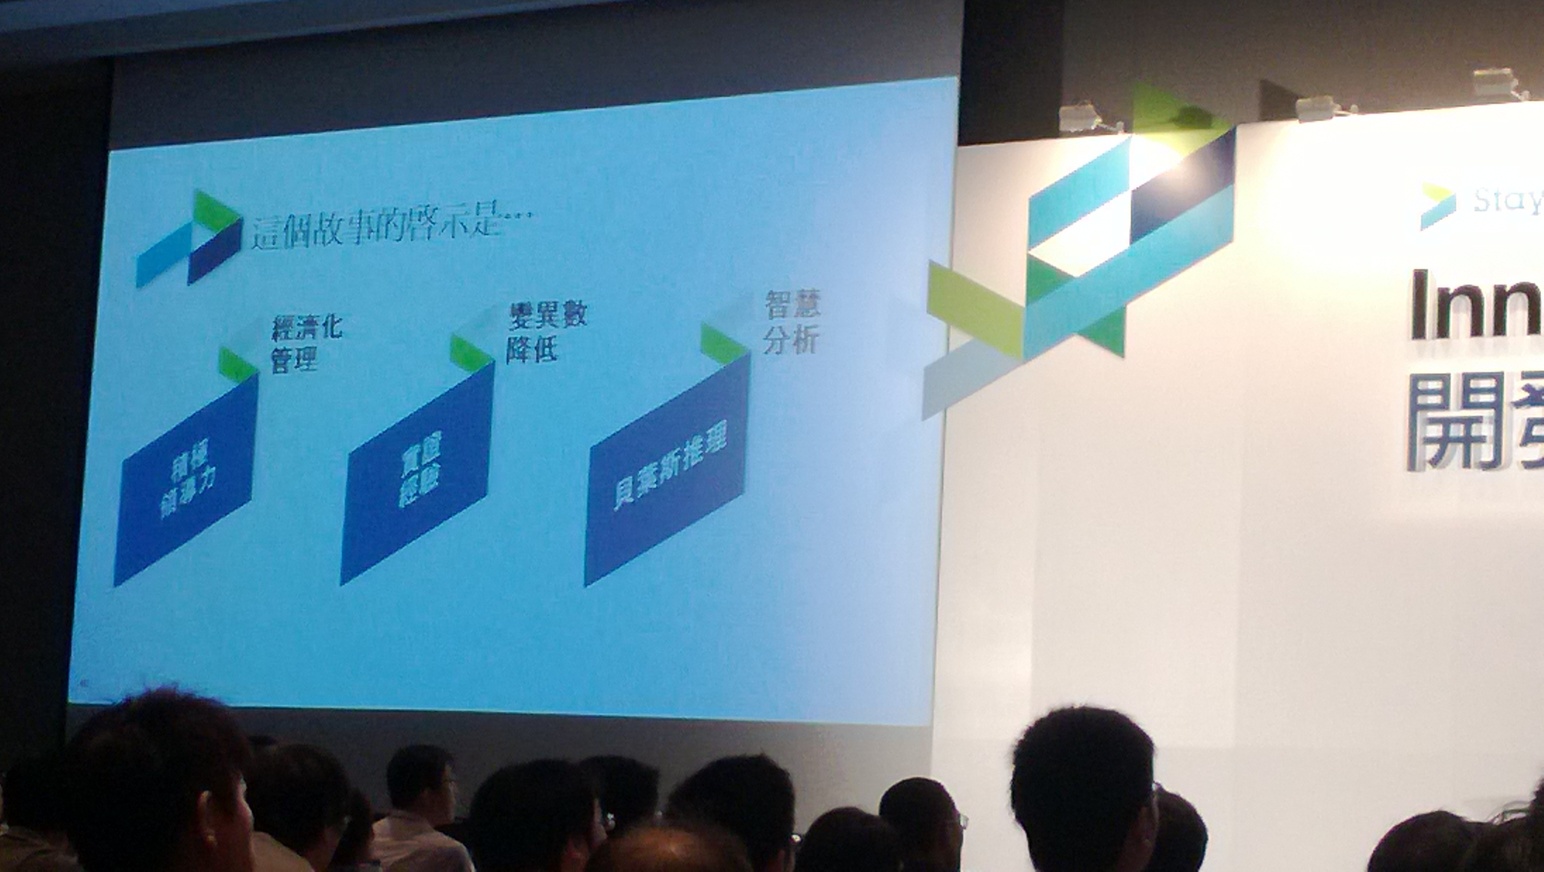 這個故事的啓示是…
經濟化
管理
積極
領導力
變異數
降低
實證
經驗
智慧
分析
貝葉斯推理
Stay
Inn
開發